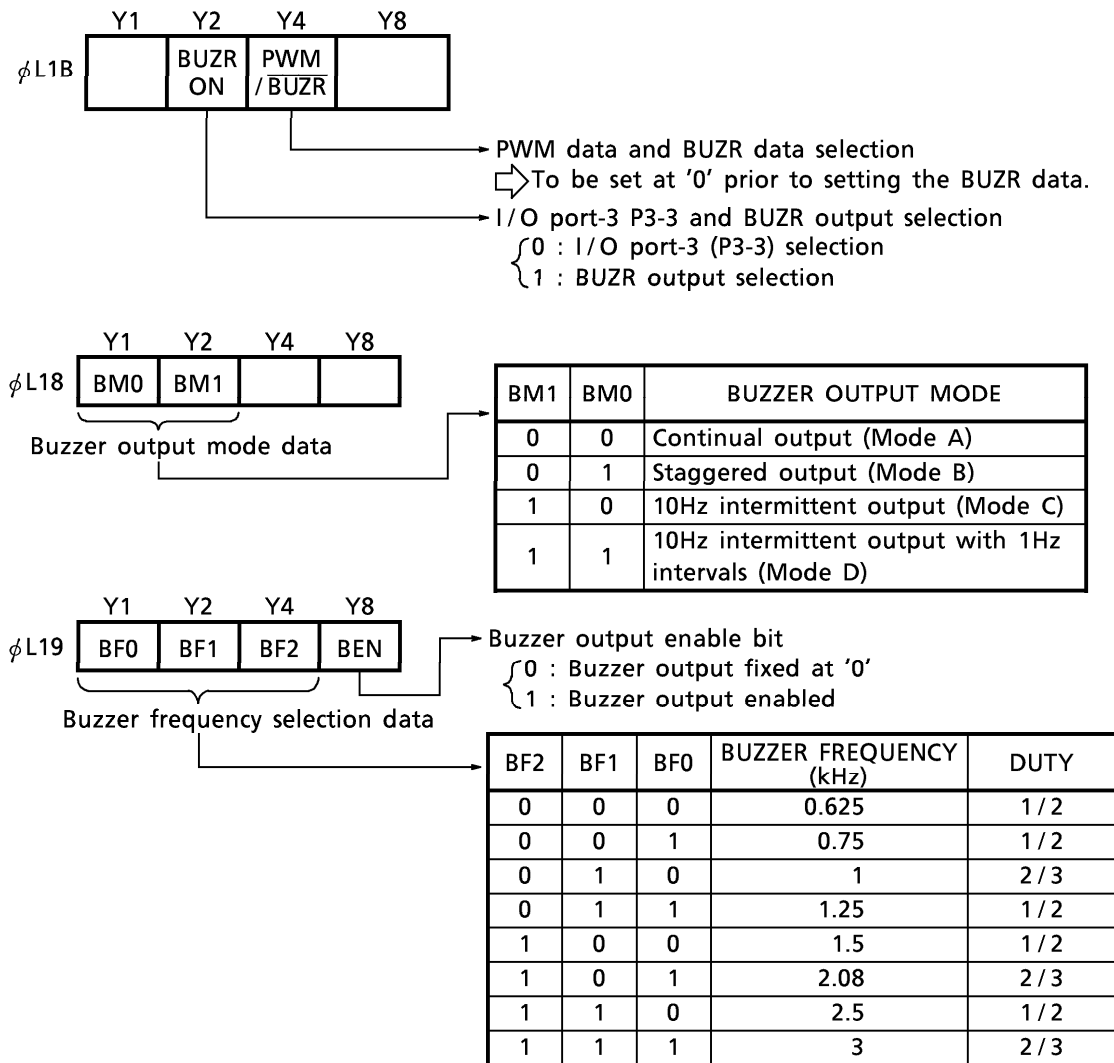 Y1 Y2 Y4 Y8
φL1B BUZR ON PWM / B̅U̅Z̅R̅
PWM data and BUZR data selection
To be set at '0' prior to setting the BUZR data.
I/O port-3 P3-3 and BUZR output selection
0 : I/O port-3 (P3-3) selection
1 : BUZR output selection
Y1 Y2 Y4 Y8
φL18 BM0 BM1
Buzzer output mode data
BM1 BM0 BUZZER OUTPUT MODE
0 0 Continual output (Mode A)
0 1 Staggered output (Mode B)
1 0 10Hz intermittent output (Mode C)
1 1 10Hz intermittent output with 1Hz
intervals (Mode D)
Y1 Y2 Y4 Y8
φL19 BF0 BF1 BF2 BEN
Buzzer output enable bit
0 : Buzzer output fixed at '0'
1 : Buzzer output enabled
Buzzer frequency selection data
BF2 BF1 BF0 BUZZER FREQUENCY (kHz) DUTY
0 0 0 0.625 1/2
0 0 1 0.75 1/2
0 1 0 1 2/3
0 1 1 1.25 1/2
1 0 0 1.5 1/2
1 0 1 2.08 2/3
1 1 0 2.5 1/2
1 1 1 3 2/3